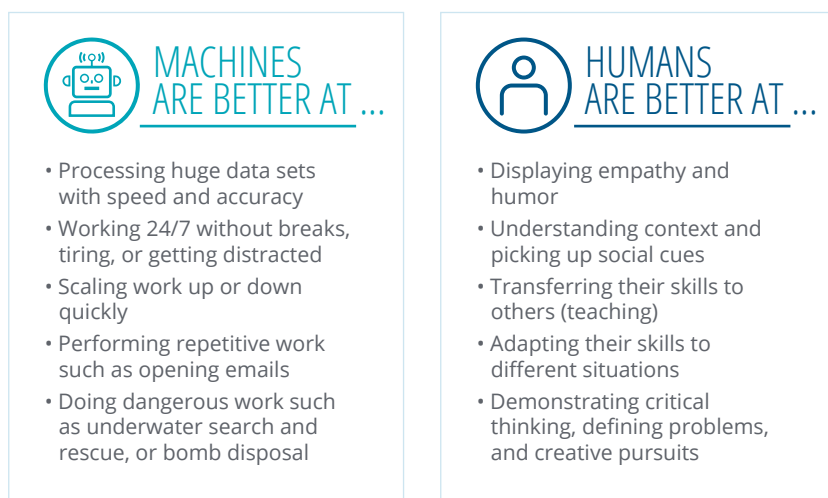 MACHINES
ARE BETTER AT ...
• Processing huge data sets
with speed and accuracy
• Working 24/7 without breaks,
tiring, or getting distracted
• Scaling work up or down
quickly
• Performing repetitive work
such as opening emails
• Doing dangerous work such
as underwater search and
rescue, or bomb disposal
HUMANS
ARE BETTER AT ...
• Displaying empathy and
humor
• Understanding context and
picking up social cues
• Transferring their skills to
others (teaching)
• Adapting their skills to
different situations
• Demonstrating critical
thinking, defining problems,
and creative pursuits